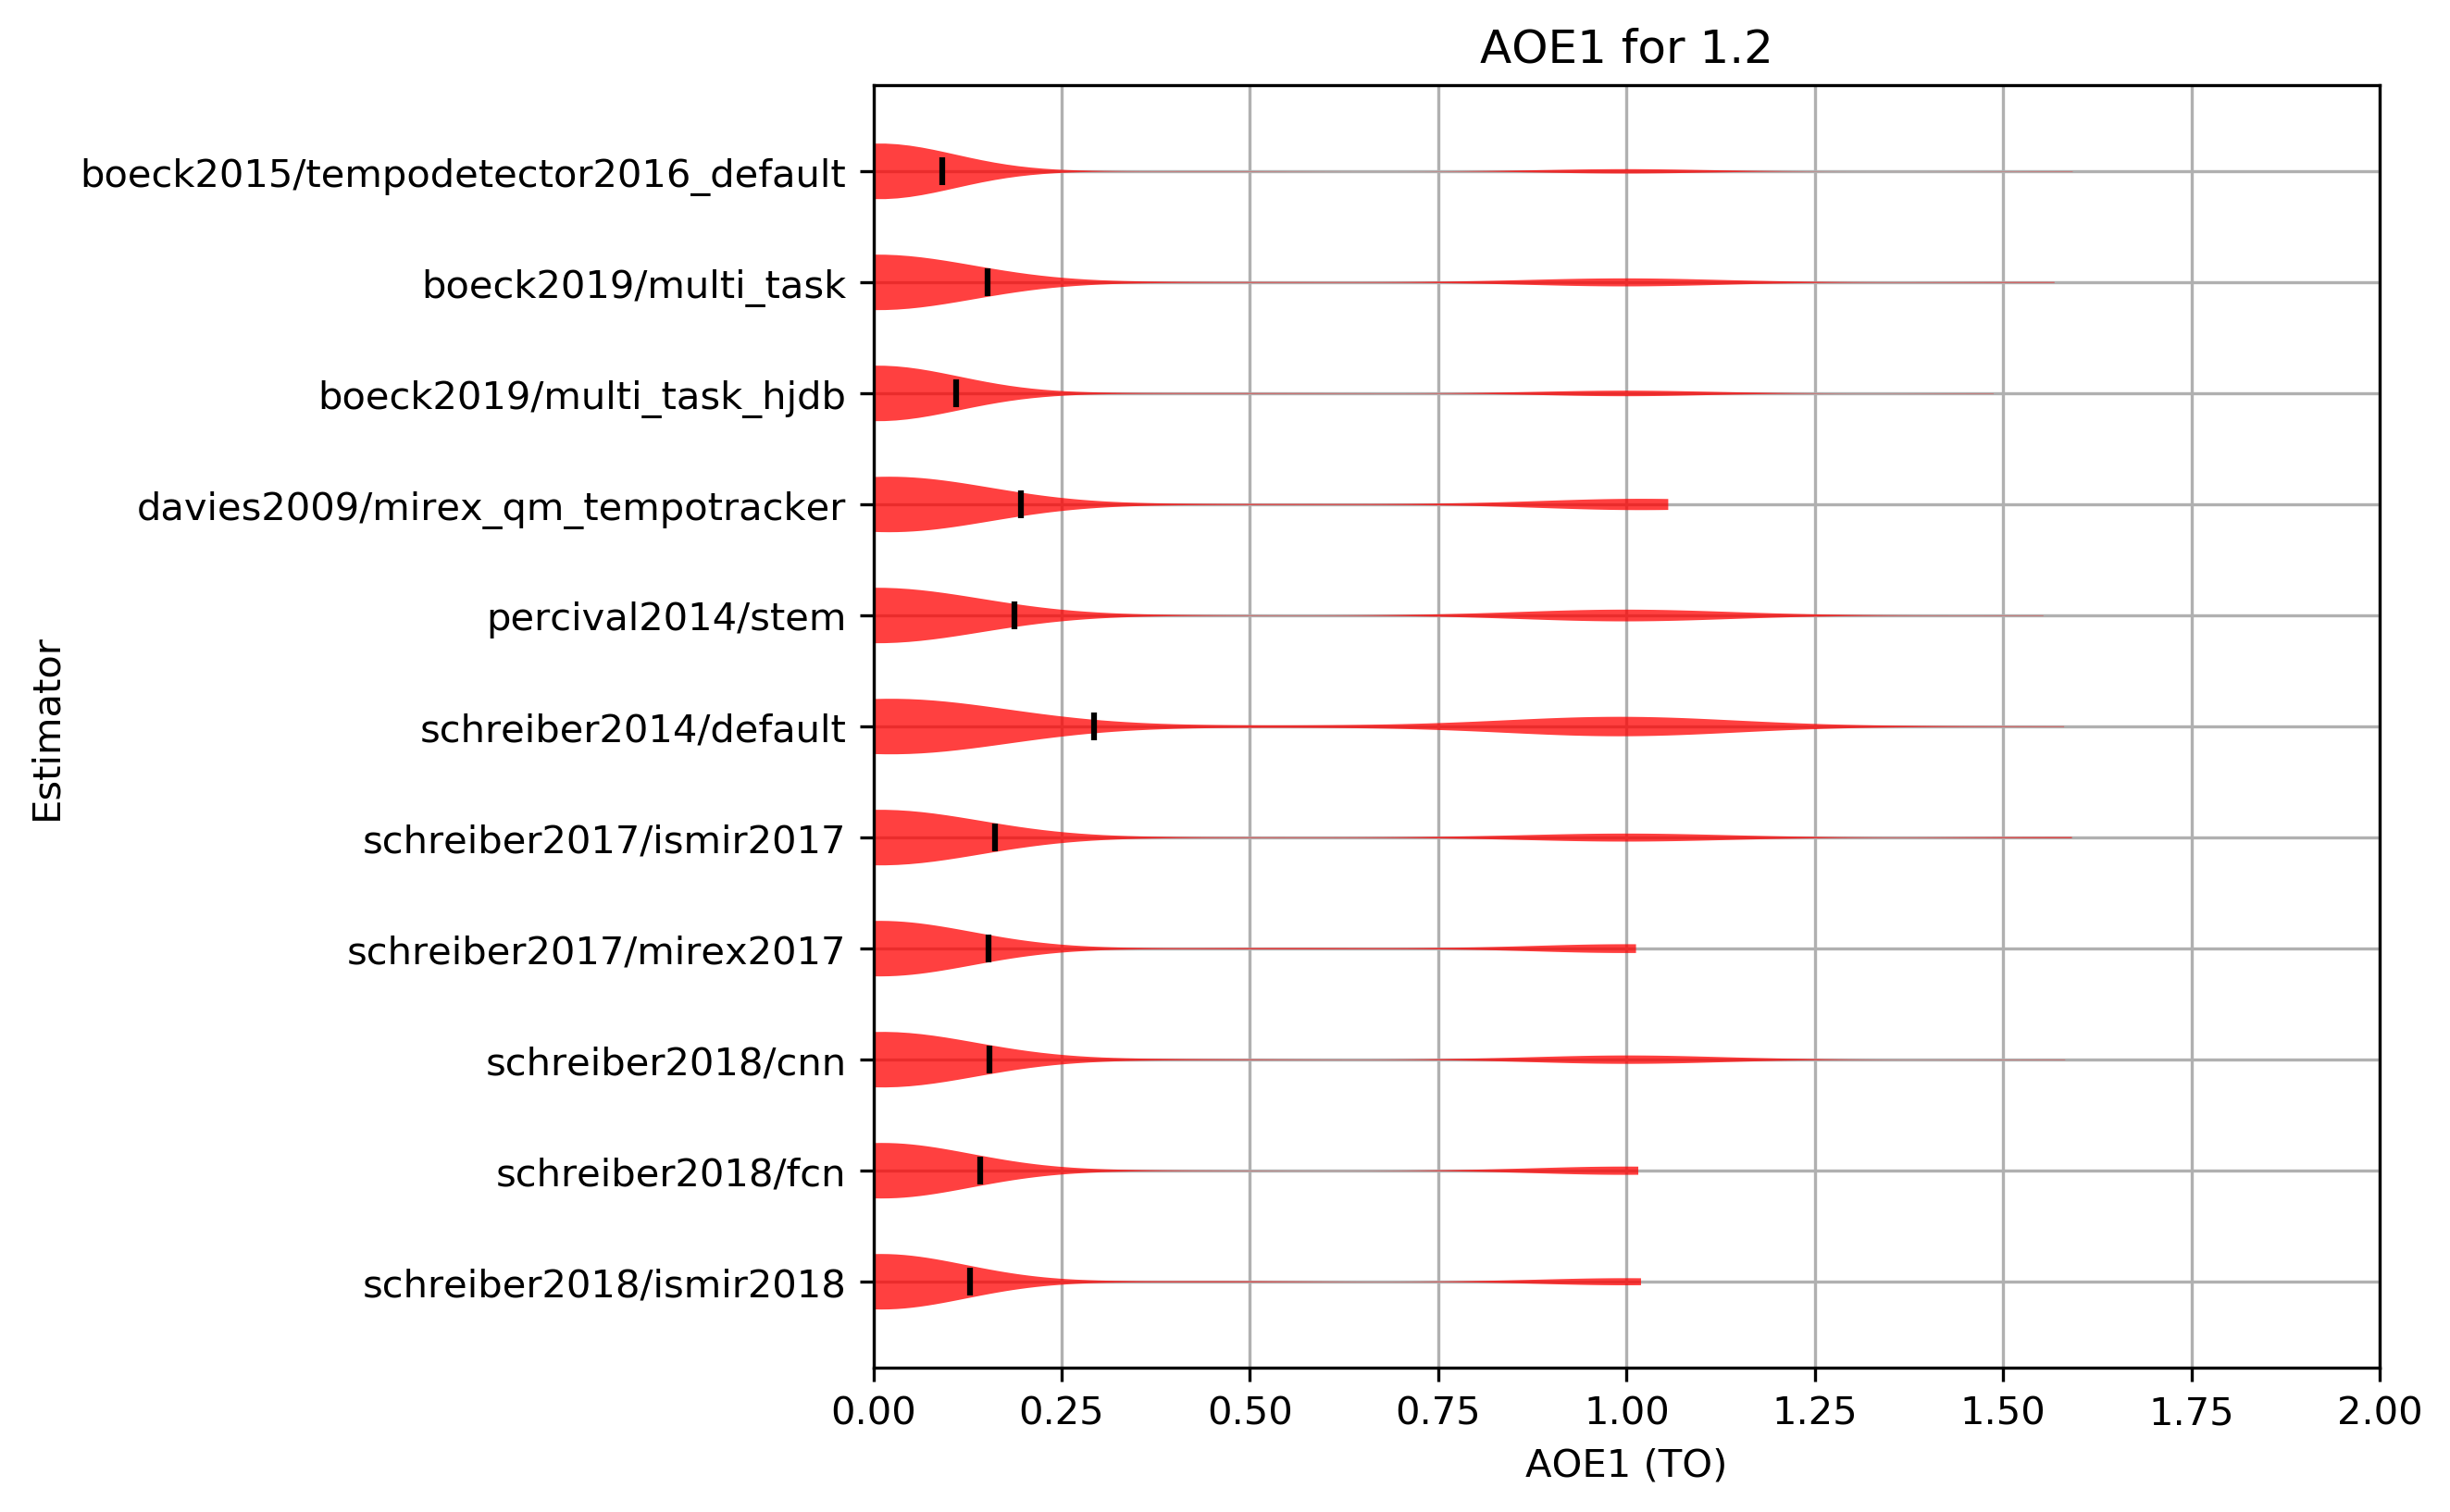 AOE1 for 1.2
boeck2015/tempodetector2016_default
boeck2019/multi_task
boeck2019/multi_task_hjdb
davies2009/mirex_qm_tempotracker
percival2014/stem
schreiber2014/default
schreiber2017/ismir2017
schreiber2017/mirex2017
schreiber2018/cnn
schreiber2018/fcn
schreiber2018/ismir2018
Estimator
0.00 0.25 0.50 0.75 1.00 1.25 1.50 1.75 2.00
AOE1 (TO)